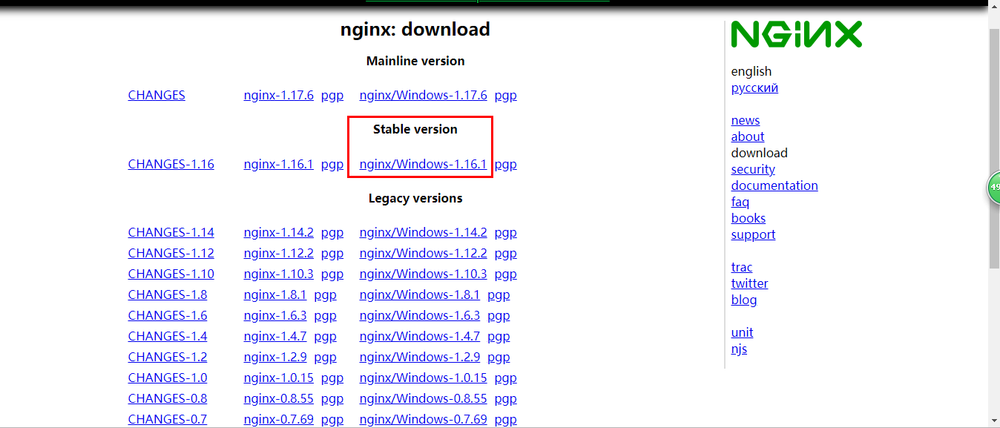 nginx: download
Mainline version
CHANGES nginx-1.17.6 pgp nginx/Windows-1.17.6 pgp
Stable version
CHANGES-1.16 nginx-1.16.1 pgp nginx/Windows-1.16.1 pgp
Legacy versions
CHANGES-1.14 nginx-1.14.2 pgp nginx/Windows-1.14.2 pgp
CHANGES-1.12 nginx-1.12.2 pgp nginx/Windows-1.12.2 pgp
CHANGES-1.10 nginx-1.10.3 pgp nginx/Windows-1.10.3 pgp
CHANGES-1.8 nginx-1.8.1 pgp nginx/Windows-1.8.1 pgp
CHANGES-1.6 nginx-1.6.3 pgp nginx/Windows-1.6.3 pgp
CHANGES-1.4 nginx-1.4.7 pgp nginx/Windows-1.4.7 pgp
CHANGES-1.2 nginx-1.2.9 pgp nginx/Windows-1.2.9 pgp
CHANGES-1.0 nginx-1.0.15 pgp nginx/Windows-1.0.15 pgp
CHANGES-0.8 nginx-0.8.55 pgp nginx/Windows-0.8.55 pgp
CHANGES-0.7 nginx-0.7.69 pgp nginx/Windows-0.7.69 pgp
NGINX
english
русский
news
about
download
security
documentation
faq
books
support
trac
twitter
blog
unit
njs